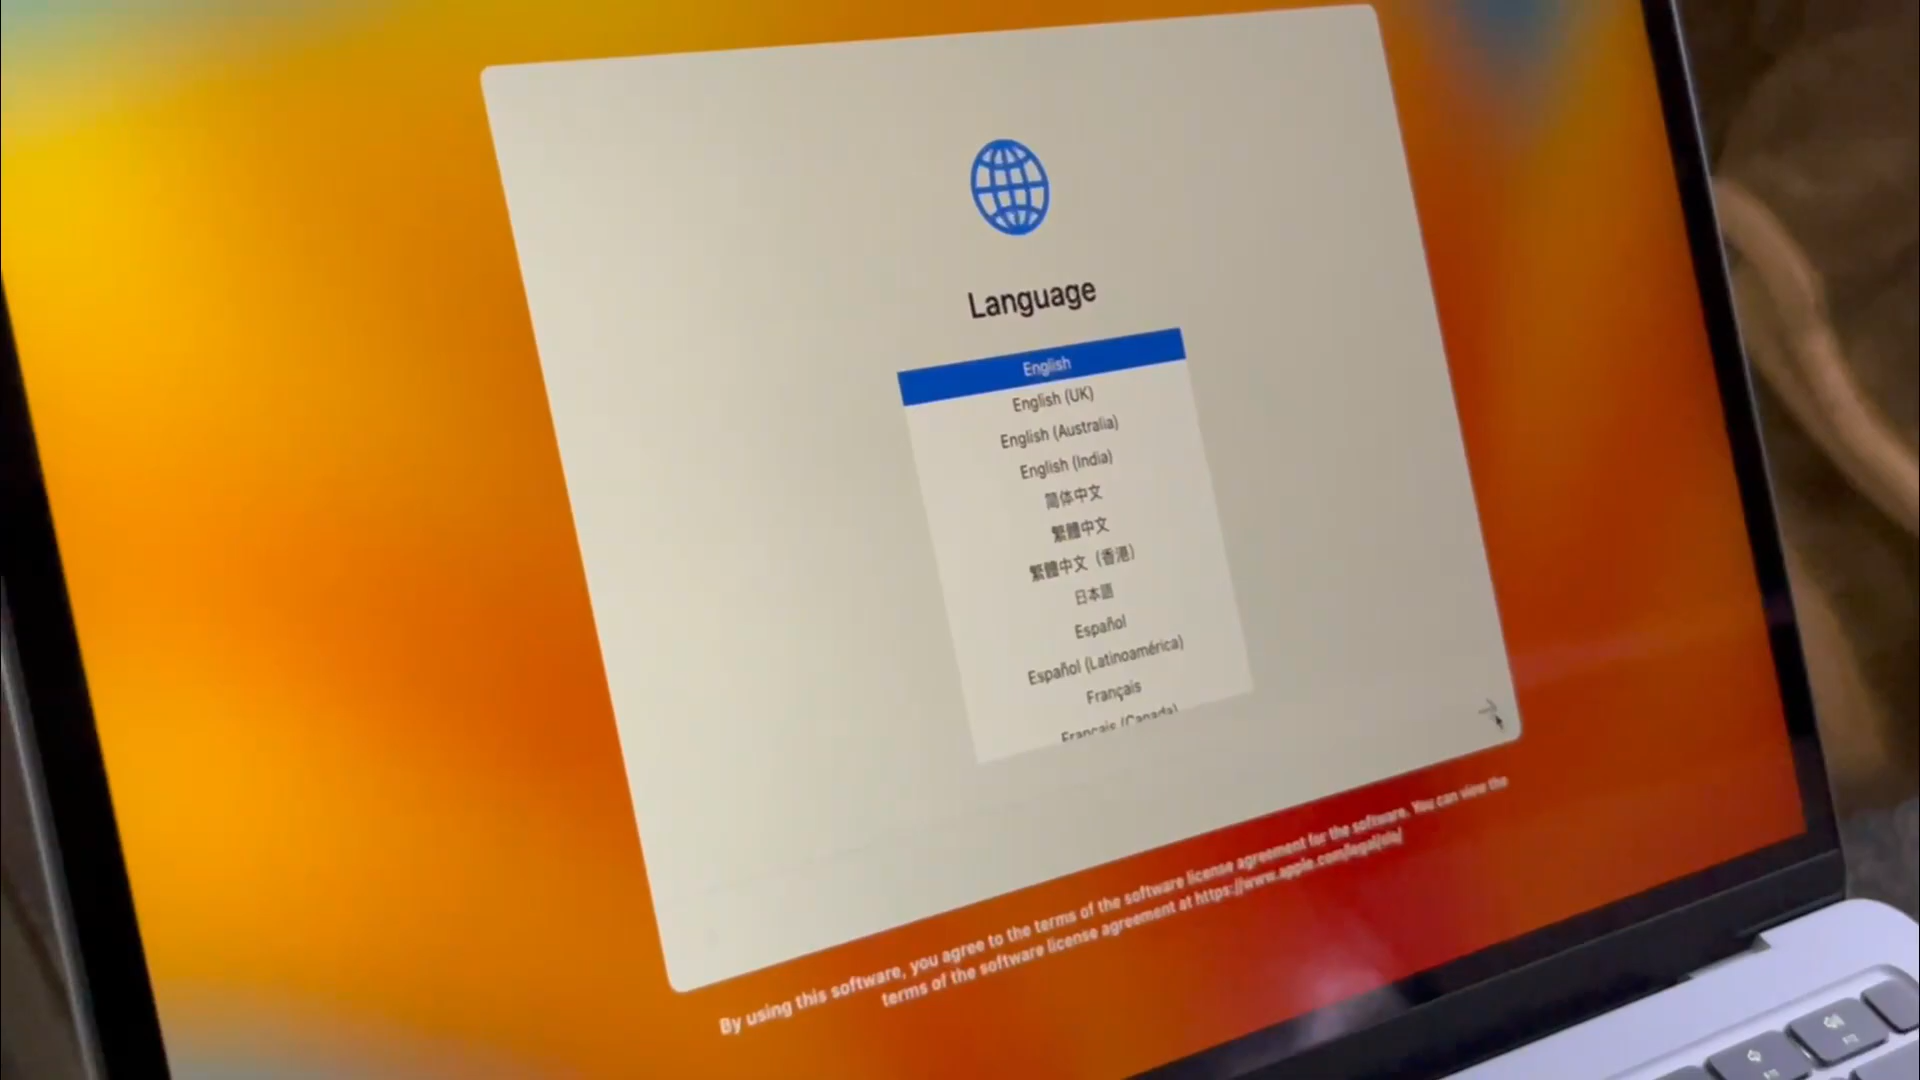 Language
English
English (UK)
English (Australia)
English (India)
简体中文
繁體中文
繁體中文（香港）
日本語
Español
Español (Latinoamérica)
Français
Français (Canada)
By using this software, you agree to the terms of the software license agreement for the software. You can view the
terms of the software license agreement at https://www.apple.com/legal/sla/